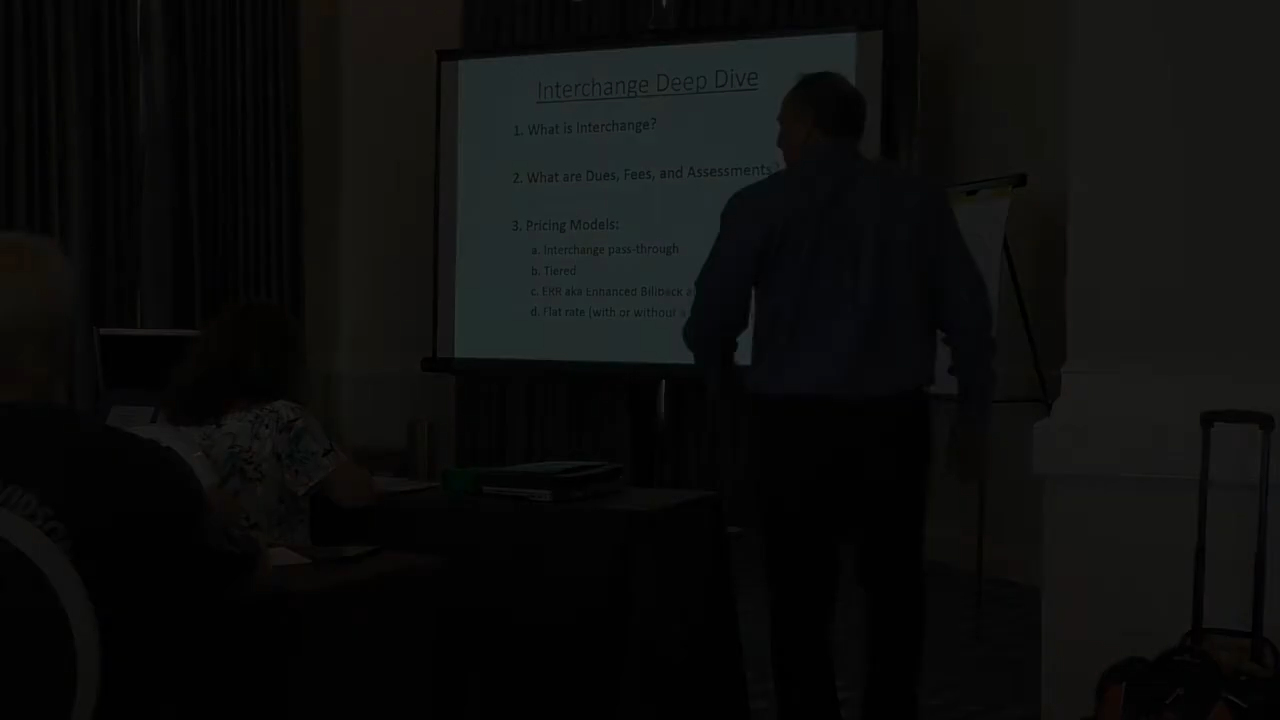 Interchange Deep Dive
1. What is Interchange?
2. What are Dues, Fees, and Assessments?
3. Pricing Models:
a. Interchange pass-through
b. Tiered
c. ERR aka Enhanced Billback
d. Flat rate (with or without